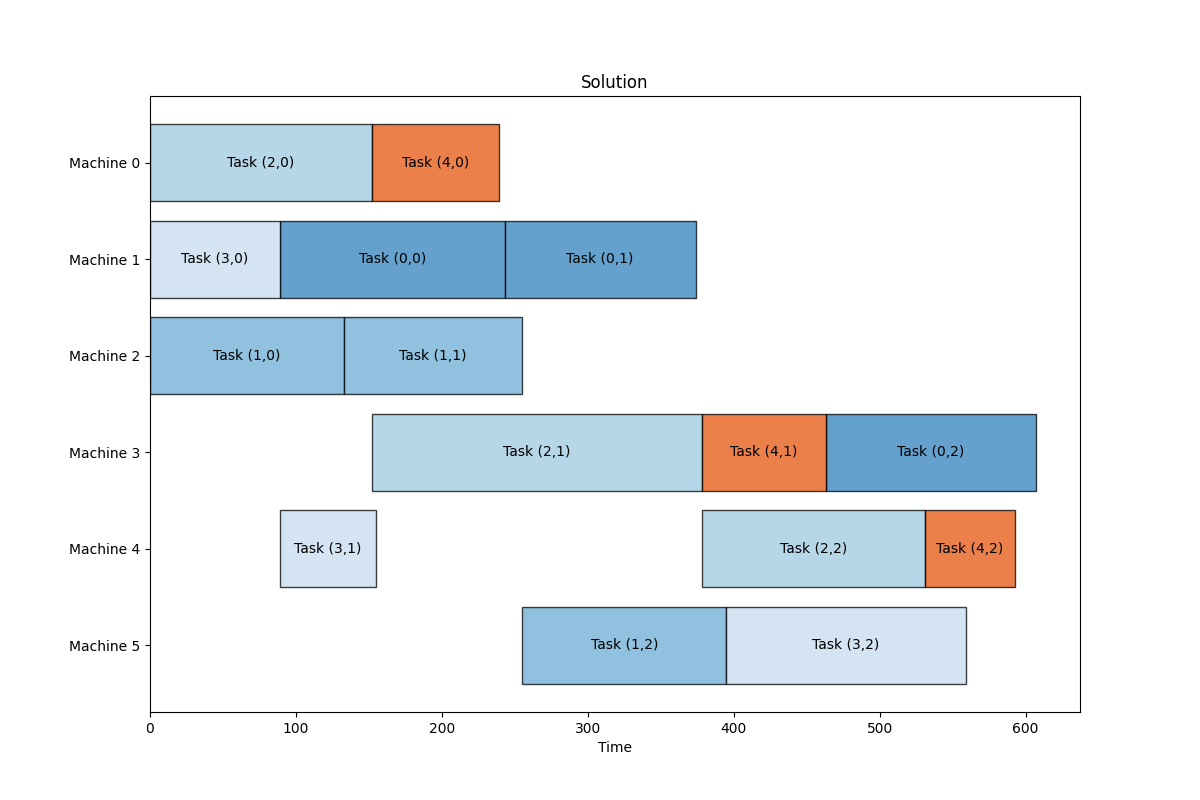 Solution
Machine 0
Task (2,0)
Task (4,0)
Machine 1
Task (3,0)
Task (0,0)
Task (0,1)
Machine 2
Task (1,0)
Task (1,1)
Machine 3
Task (2,1)
Task (4,1)
Task (0,2)
Machine 4
Task (3,1)
Task (2,2)
Task (4,2)
Machine 5
Task (1,2)
Task (3,2)
0
100
200
300
400
500
600
Time